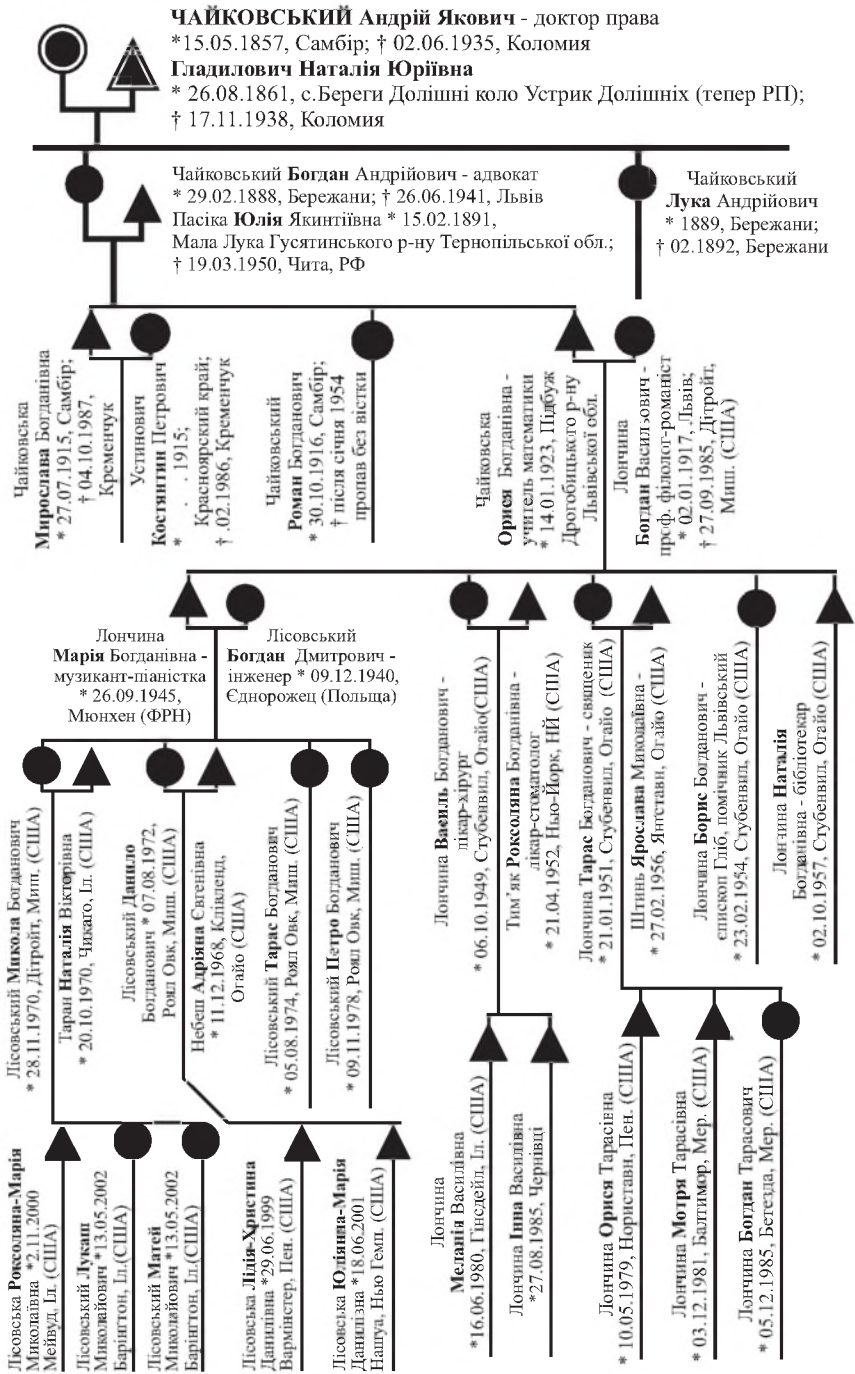 ЧАЙКОВСЬКИЙ Андрій Якович - доктор права
*15.05.1857, Самбір; † 02.06.1935, Коломия
Гладилович Наталія Юріївна
* 26.08.1861, с.Береги Долішні коло Устрик Долішніх (тепер РП);
† 17.11.1938, Коломия
Чайковський Богдан Андрійович - адвокат
* 29.02.1888, Бережани; † 26.06.1941, Львів
Пасіка Юлія Якинтіївна * 15.02.1891,
Мала Лука Гусятинського р-ну Тернопільської обл.;
† 19.03.1950, Чита, РФ
Чайковський
Лука Андрійович
* 1889, Бережани;
† 02.1892, Бережани
Чайковська
Мирослава Богданівна
* 27.07.1915, Самбір;
† 04.10.1987,
Кременчук
Устинович
Костянтин Петрович
* . . 1915;
Красноярский край;
† .02.1986, Кременчук
Чайковський
Роман Богданович
* 30.10.1916, Самбір;
† після січня 1954
пропав без вістки
Чайковська
Орися Богданівна -
учитель математики
* 14.01.1923, Підбуж
Дрогобицького р-ну
Львівської обл.
Лончина
Богдан Васильович -
проф. філолог-романіст
* 02.01.1917, Львів;
† 27.09.1985, Дітройт,
Миш. (США)
Лончина
Марія Богданівна -
музикант-піаністка
* 26.09.1945,
Мюнхен (ФРН)
Лісовський
Богдан Дмитрович -
інженер * 09.12.1940,
Єднорожец (Польща)
Лончина Василь Богданович -
лікар-хірург
* 06.10.1949, Стубенвил, Огайо(США)
Тим'як Роксоляна Богданівна -
лікар-стоматолог
* 21.04.1952, Нью-Йорк, НЙ (США)
Лончина Тарас Богданович - священик
* 21.01.1951, Стубенвил, Огайо (США)
Штинь Ярослава Миколаївна -
* 27.02.1956, Янгставн, Огайо (США)
Лончина Борис Богданович -
єпископ Гліб, помічник Львівський
* 23.02.1954, Стубенвил, Огайо (США)
Лончина Наталія
Богданівна - бібліотекар
* 02.10.1957, Стубенвил, Огайо (США)
Лісовський Микола Богданович
* 28.11.1970, Дітройт, Миш. (США)
Таран Наталія Вікторівна
* 20.10.1970, Чикаго, Іл. (США)
Лісовський Данило
Богданович * 07.08.1972,
Роял Овк, Миш. (США)
Небеш Адріяна Євгенівна
* 11.12.1968, Клівленд,
Огайо (США)
Лісовський Тарас Богданович
* 05.08.1974, Роял Овк, Миш. (США)
Лісовський Петро Богданович
* 09.11.1978, Роял Овк, Миш. (США)
Лісовська Роксоляна-Марія
Миколаївна *2.11.2000
Мейвуд, Іл. (США)
Лісовський Лукаш
Миколайович *13.05.2002
Барінгтон, Іл.(США)
Лісовський Матей
Миколайович *13.05.2002
Барінгтон, Іл.(США)
Лісовська Лідія-Христина
Данилівна *29.06.1999
Вармінстер, Пен. (США)
Лісовська Юліянна-Марія
Данилізна *18.06.2001
Нашуа, Нью Гемп. (США)
Лончина
Меланія Василівна
*16.06.1980, Гінсдейл, Іл. (США)
Лончина Інна Василівна
*27.08.1985, Чернівці
Лончина Орися Тарасівна
* 10.05.1979, Нориставн, Пен. (США)
Лончина Мотря Тарасівна
* 03.12.1981, Балтимор, Мер. (США)
Лончина Богдан Тарасович
* 05.12.1985, Бетезда, Мер. (США)